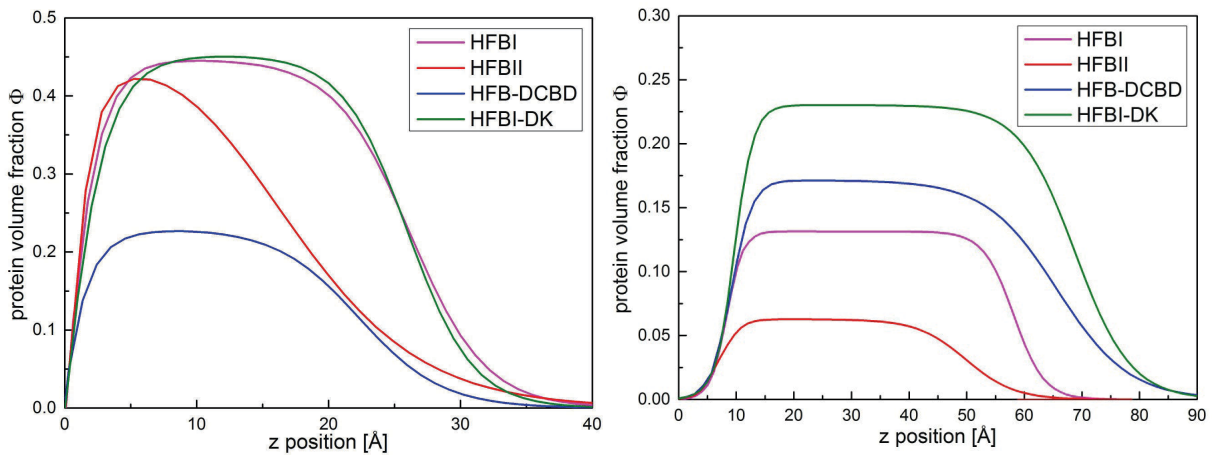 0.5
0.4
0.3
0.2
0.1
0.0
protein volume fraction Φ
HFBI
HFBII
HFB-DCBD
HFBI-DK
0
10
20
30
40
z position [Å]
0.30
0.25
0.20
0.15
0.10
0.05
0.00
protein volume fraction Φ
HFBI
HFBII
HFB-DCBD
HFBI-DK
0
10
20
30
40
50
60
70
80
90
z position [Å]